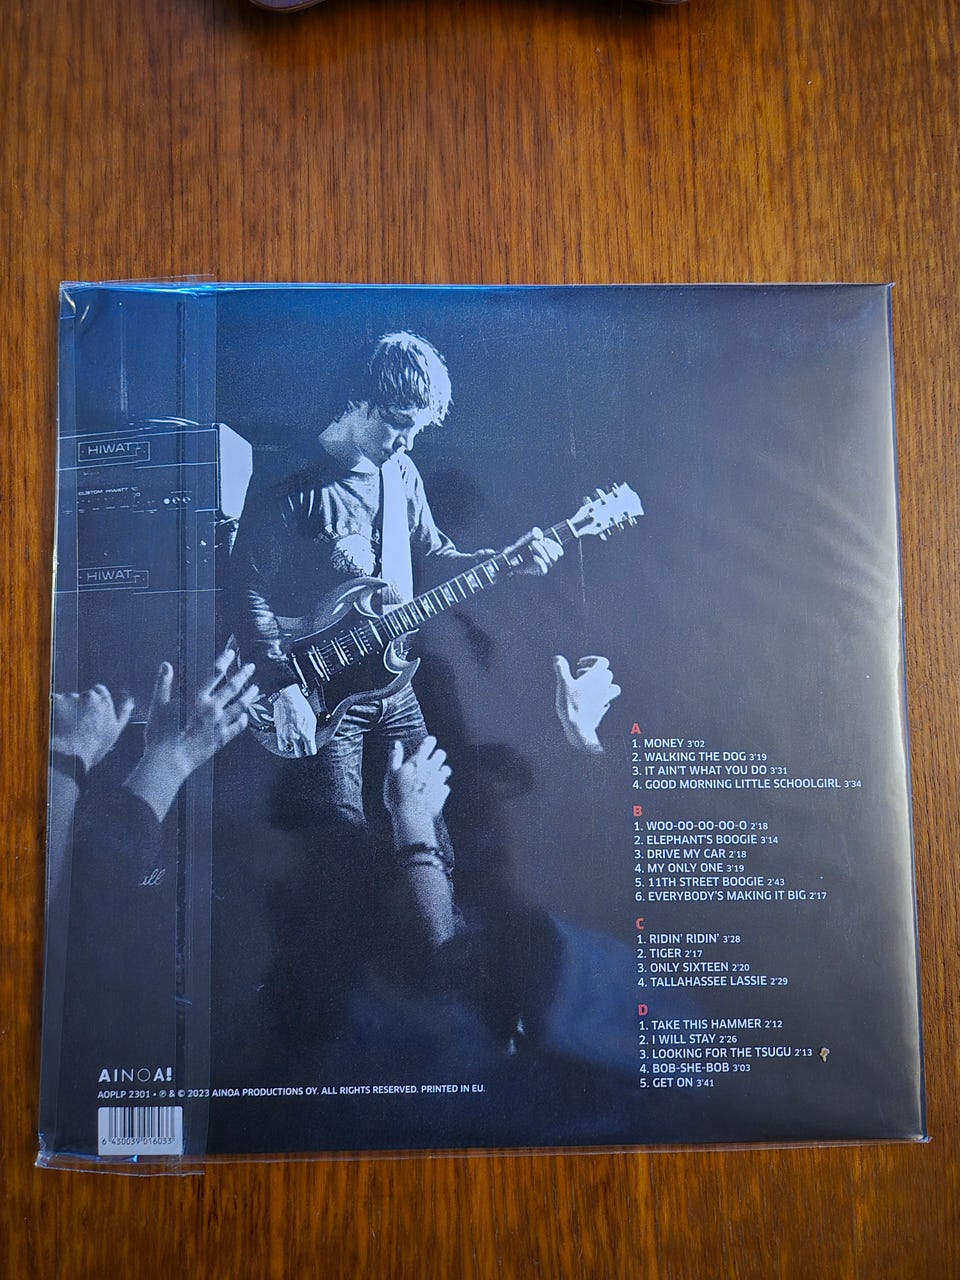 HIWAT
CUSTOM HIWATT
HIWAT
A
1. MONEY 3'02
2. WALKING THE DOG 3'19
3. IT AIN'T WHAT YOU DO 3'31
4. GOOD MORNING LITTLE SCHOOLGIRL 3'34
B
1. WOO-OO-OO-OO-O 2'18
2. ELEPHANT'S BOOGIE 3'14
3. DRIVE MY CAR 2'18
4. MY ONLY ONE 3'19
5. 11TH STREET BOOGIE 2'43
6. EVERYBODY'S MAKING IT BIG 2'17
C
1. RIDIN' RIDIN' 3'28
2. TIGER 2'17
3. ONLY SIXTEEN 2'20
4. TALLAHASSEE LASSIE 2'29
D
1. TAKE THIS HAMMER 2'12
2. I WILL STAY 2'26
3. LOOKING FOR THE TSUGU 2'13
4. BOB-SHE-BOB 3'03
5. GET ON 3'41
AINOA!
AOPLP 2301 • ℗ & © 2023 AINOA PRODUCTIONS OY. ALL RIGHTS RESERVED. PRINTED IN EU.
6 430039 016033